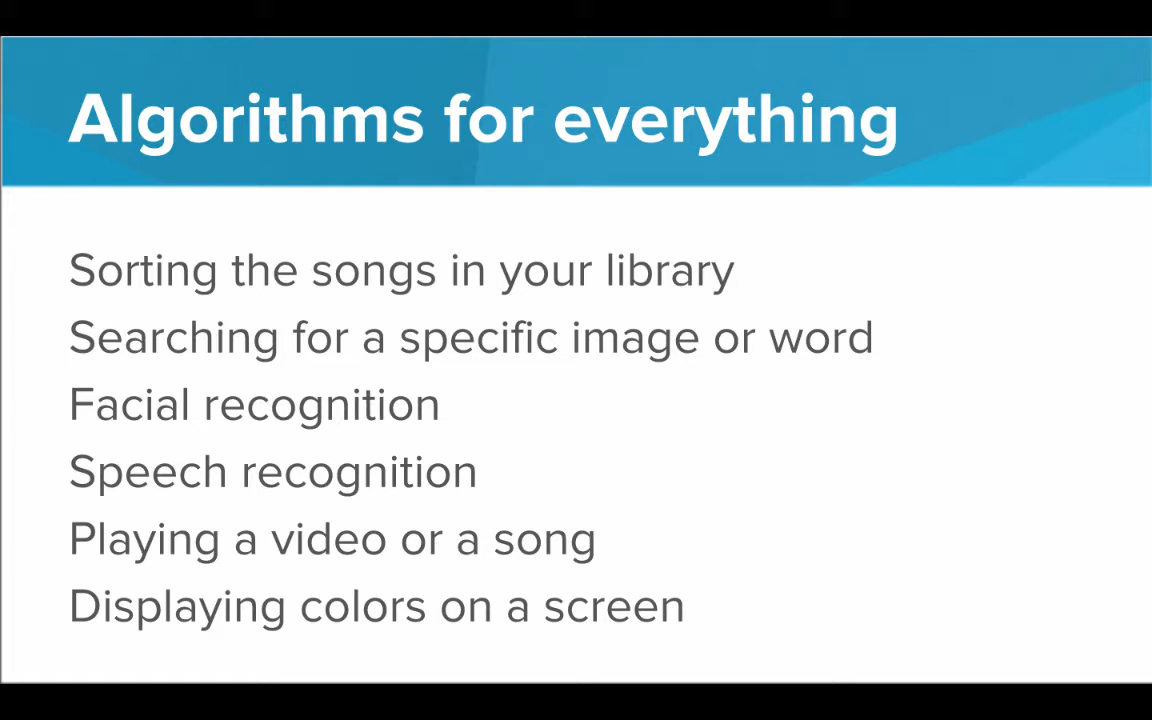 Algorithms for everything
Sorting the songs in your library
Searching for a specific image or word
Facial recognition
Speech recognition
Playing a video or a song
Displaying colors on a screen